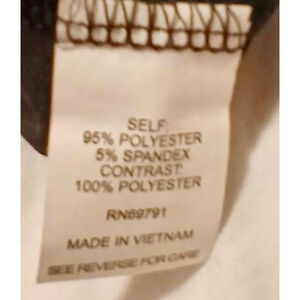 SELF:
95% POLYESTER
5% SPANDEX
CONTRAST:
100% POLYESTER
RN69791
MADE IN VIETNAM
SEE REVERSE FOR CARE